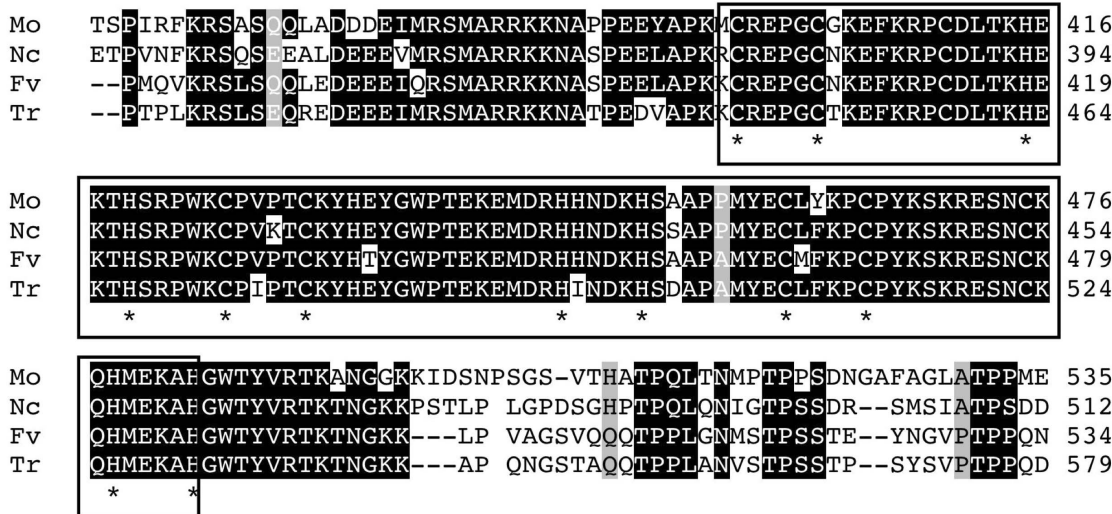 Mo TSPIRFKRSASQQLADDDEIMRSMARRKKNAPPEEYAPKMCREPGCGKEFKRPCDLTKHE 416
Nc ETPVNFKRSQSEEALDEEEVMRSMARRKKNASPEELAPKRCREPGCNKEFKRPCDLTKHE 394
Fv --PMQVKRSLSQQLEDEEEIQRSMARRKKNASPEELAPKKCREPGCNKEFKRPCDLTKHE 419
Tr --PTPLKRSLSEQREDEEEIMRSMARRKKNATPEDVAPKKCREPGCTKEFKRPCDLTKHE 464
* * *
Mo KTHSRPWKCPVPTCKYHEYGWPTEKEMDRHHNDKHSAAPPMYECLYKPCPYKSKRESNCK 476
Nc KTHSRPWKCPVKTCKYHEYGWPTEKEMDRHHNDKHSSAPPMYECLFKPCPYKSKRESNCK 454
Fv KTHSRPWKCPVPTCKYHTYGWPTEKEMDRHHNDKHSAAPAMYECMFKPCPYKSKRESNCK 479
Tr KTHSRPWKCPIPTCKYHEYGWPTEKEMDRHINDKHSDAPAMYECLFKPCPYKSKRESNCK 524
* * * * * * *
Mo QHMEKAHGWTYVRTKANGGKKIDSNPSGS-VTHATPQLTNMPTPPSDNGAFAGLATPPME 535
Nc QHMEKAHGWTYVRTKTNGKKPSTLP LGPDSGHPTPQLQNIGTPSSDR--SMSIATPSDD 512
Fv QHMEKAHGWTYVRTKTNGKK---LP VAGSVQQQTPPLGNMSTPSSTE--YNGVPTPPQN 534
Tr QHMEKAHGWTYVRTKTNGKK---AP QNGSTAQQTPPLANVSTPSSTP--SYSVPTPPQD 579
* *